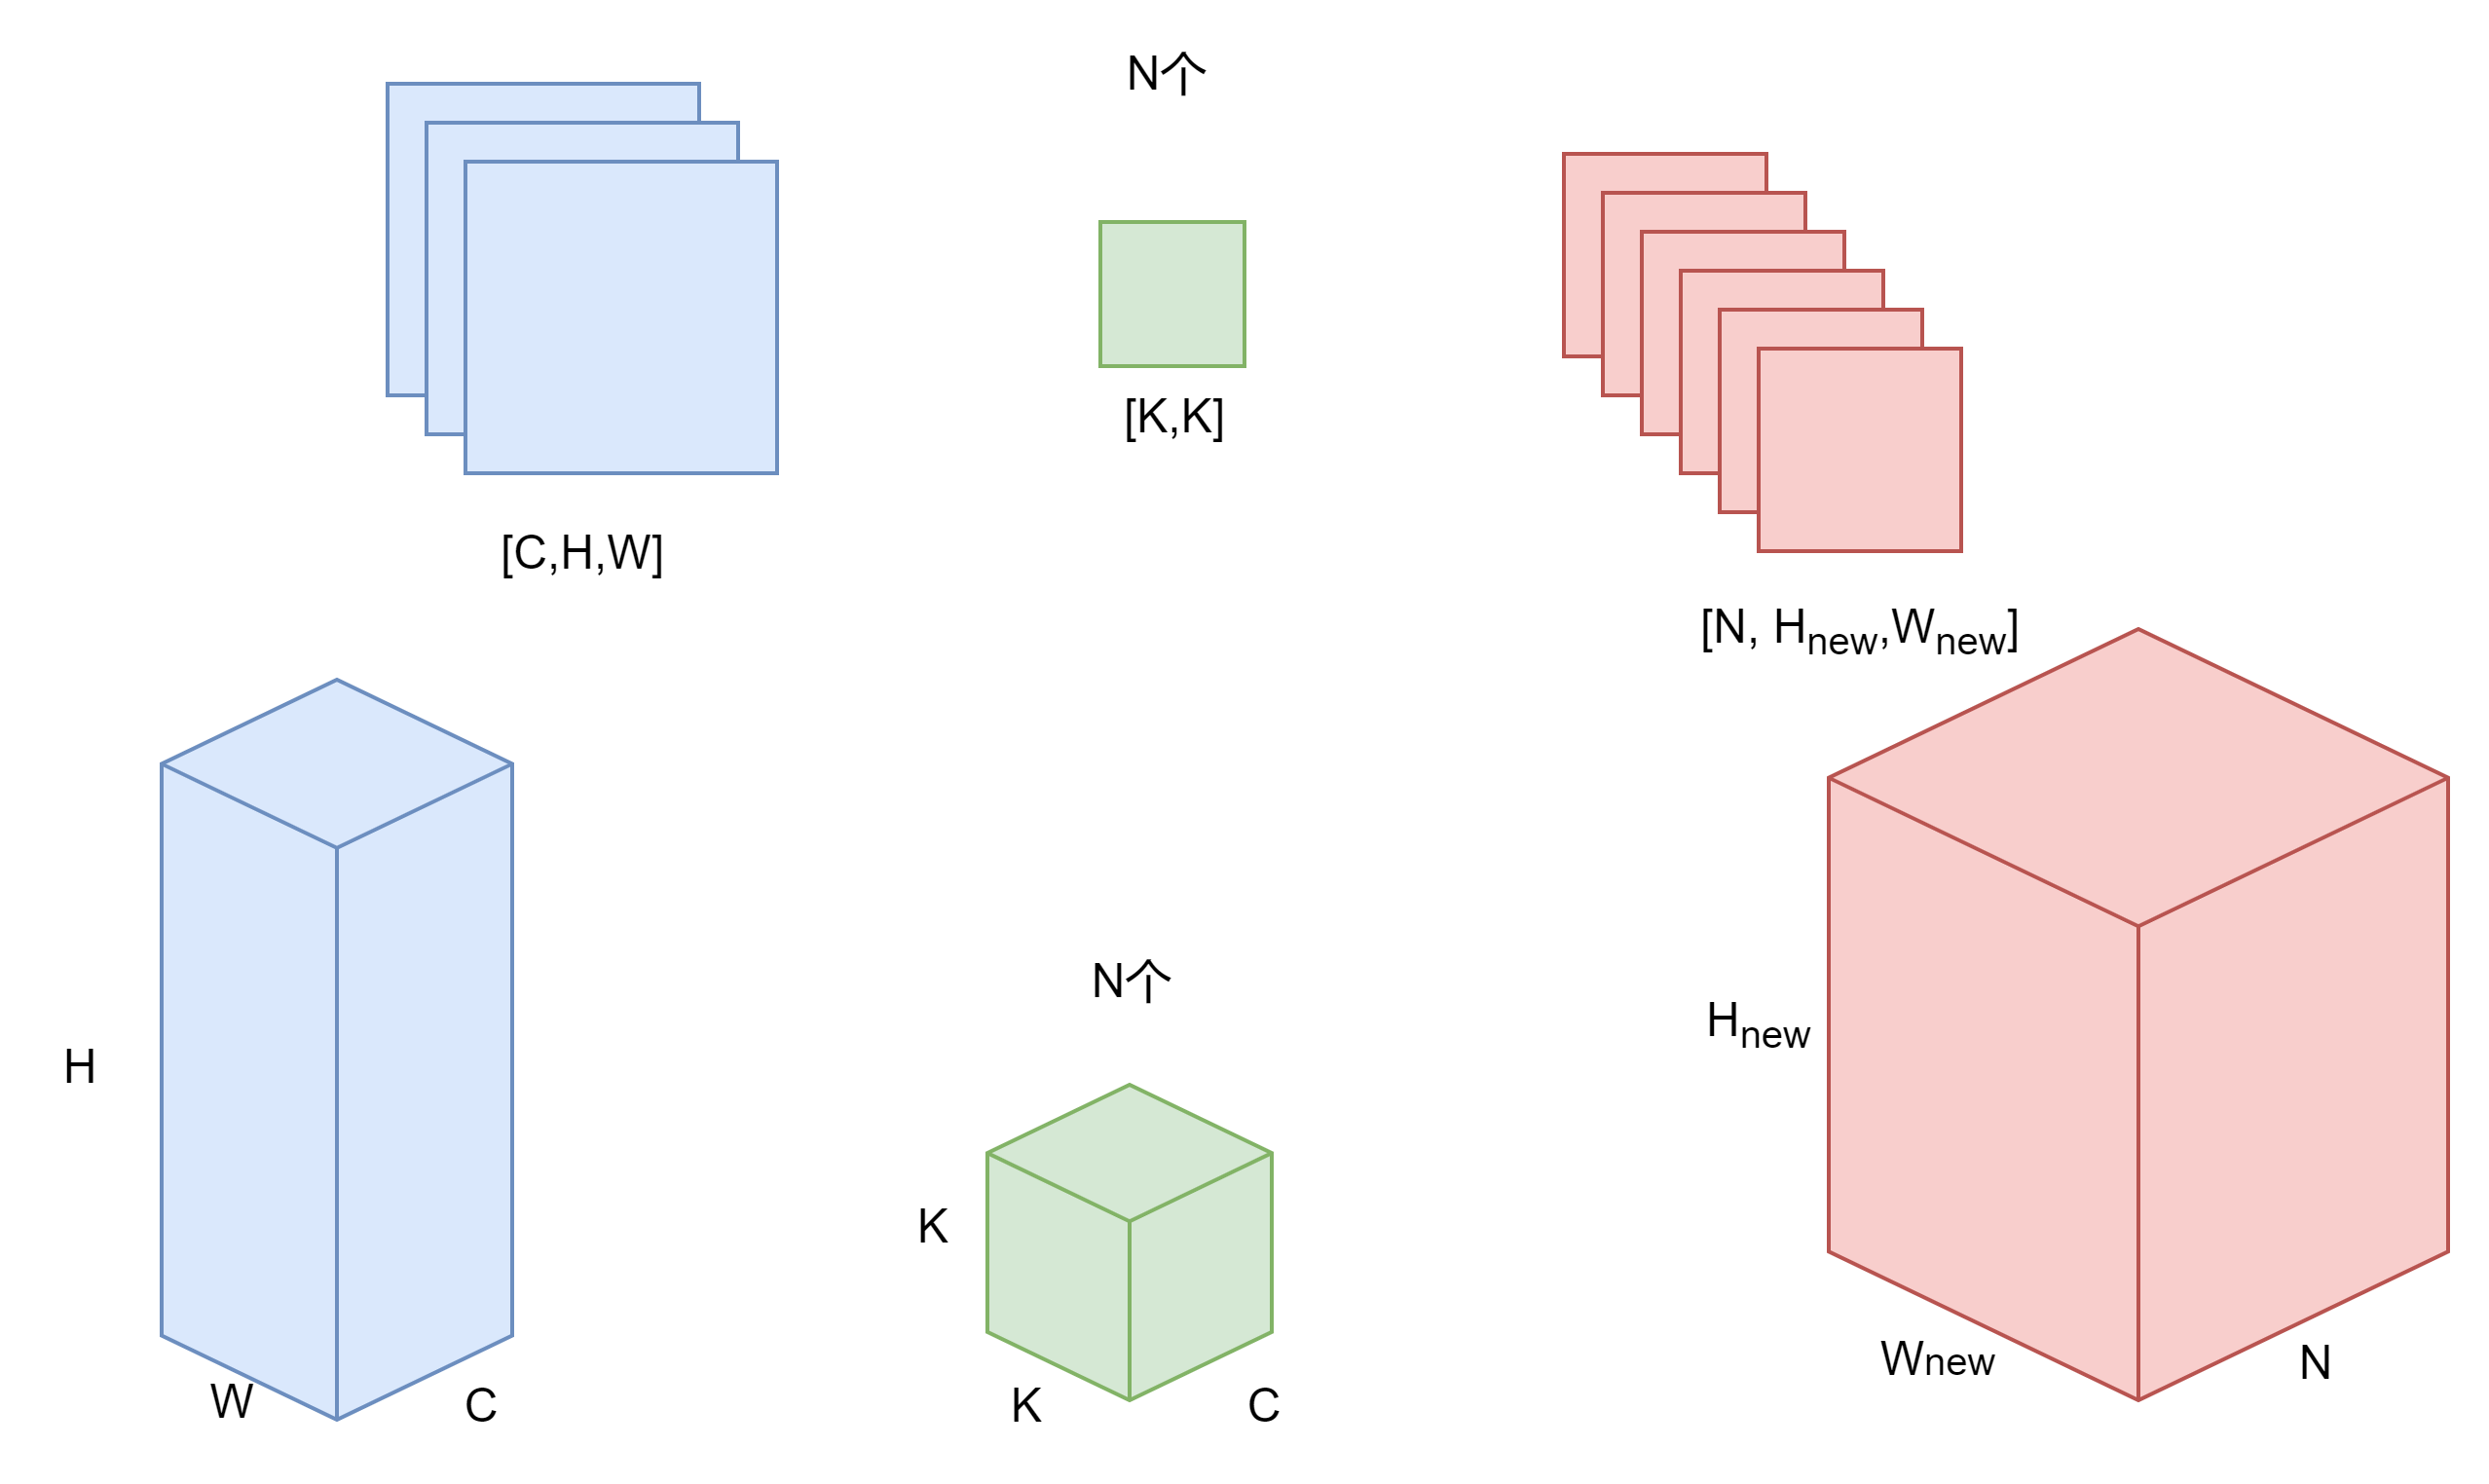 N个
[K,K]
[C,H,W]
[N, Hnew,Wnew]
N个
Hnew
H
K
Wnew
N
W
C
K
C